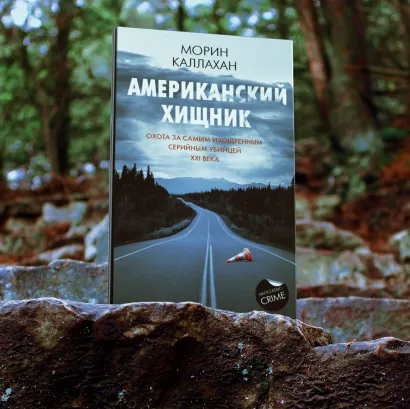 МОРИН
КАЛЛАХАН
АМЕРИКАНСКИЙ
ХИЩНИК
ОХОТА ЗА САМЫМ ИЗОЩРЕННЫМ
СЕРИЙНЫМ УБИЙЦЕЙ
XXI ВЕКА
CRIME